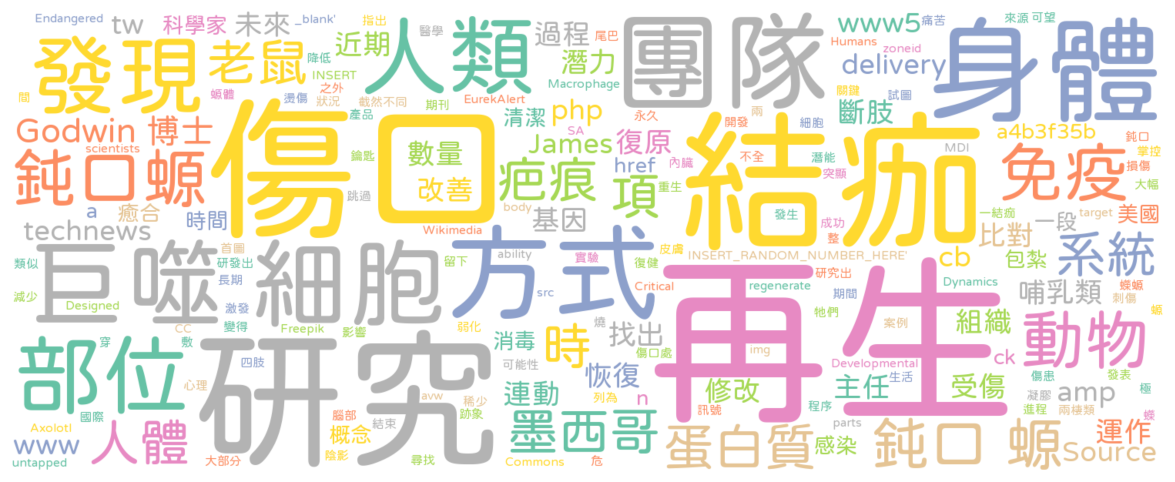 Endangered
tw
科學家
未來
_blank'
指出
醫學
尾巴
過程
www5
痛苦
來源
可望
發現
老鼠
近期
降低
INSERT
人類
潛力
團隊
Humans
zoneid
delivery
身體
關
蝾體
之外
燙傷
狀況
截然不同
Macrophage
期刊
EurekAlert
關鍵
試圖
產品
清潔
php
永久
兩
斷肢
Godwin
博士
scientists
傷口
鑰匙
數量
James
復原
SA
開發
細胞
a4b3f35b
鈍口
掌控
MDI
鈍口螈
跳過
改善
疤痕
href
項
內臟
重生
不全
突顯
潛能
結痂
免疫
損傷
大幅
a
癒合
時間
body
基因
發生
成功
整
一結痂
target
一段
美國
technews
Wikimedia
首圖
巨噬細胞
方式
ability
皮膚
實驗
INSERT_RANDOM_NUMBER_HERE'
cb
比對
包紮
系統
類似
研發出
長期
留下
復健
研究出
蠑螈
減少
激發
src
Critical
regenerate
期間
Dynamics
哺乳類
刺傷
Designed
CC
變得
Freepik
影響
弱化
燒
找出
牠們
案例
組織
螈
穿
敷
消毒
時
傷口處
img
再生
ck
動物
部位
四肢
研究
可能性
恢復
Developmental
傷患
發表
極
國際
心理
avw
稀少
連動
列為
n
修改
主任
生活
受傷
凝膠
amp
進程
兩棲類
Axolotl
www
人體
腦部
概念
結束
跡象
墨西哥
訊號
程序
parts
運作
untapped
大部分
陰影
尋找
Commons
危
蛋白質
感染
鈍口
螈
Source